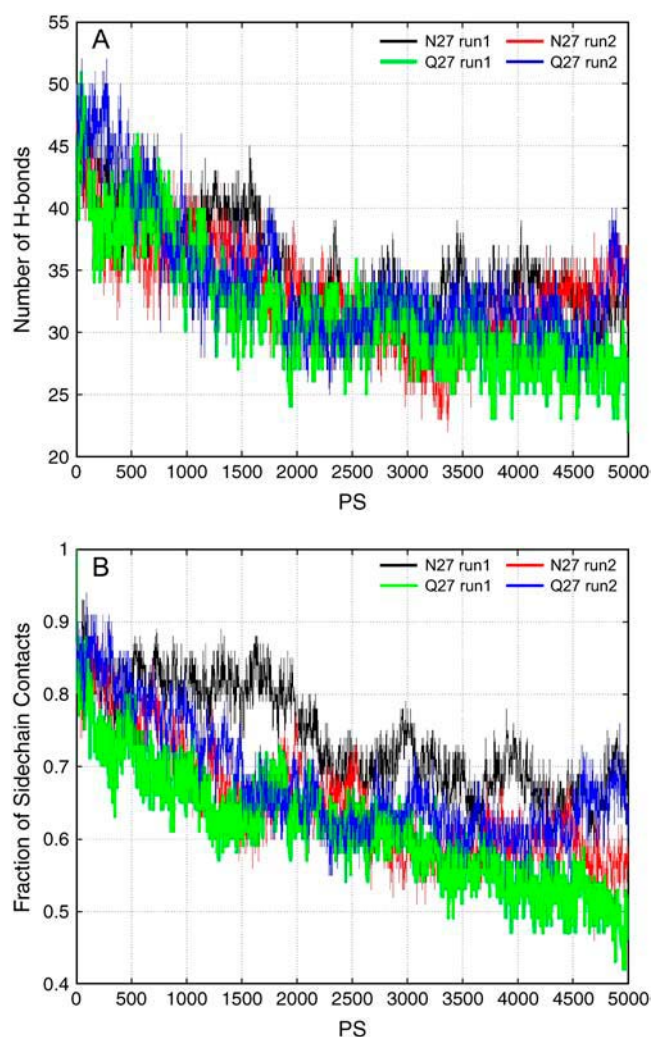 A
N27 run1 N27 run2
Q27 run1 Q27 run2
Number of H-bonds
55
50
45
40
35
30
25
20
0 500 1000 1500 2000 2500 3000 3500 4000 4500 5000
PS
B
N27 run1 N27 run2
Q27 run1 Q27 run2
Fraction of Sidechain Contacts
1
0.9
0.8
0.7
0.6
0.5
0.4
0 500 1000 1500 2000 2500 3000 3500 4000 4500 5000
PS